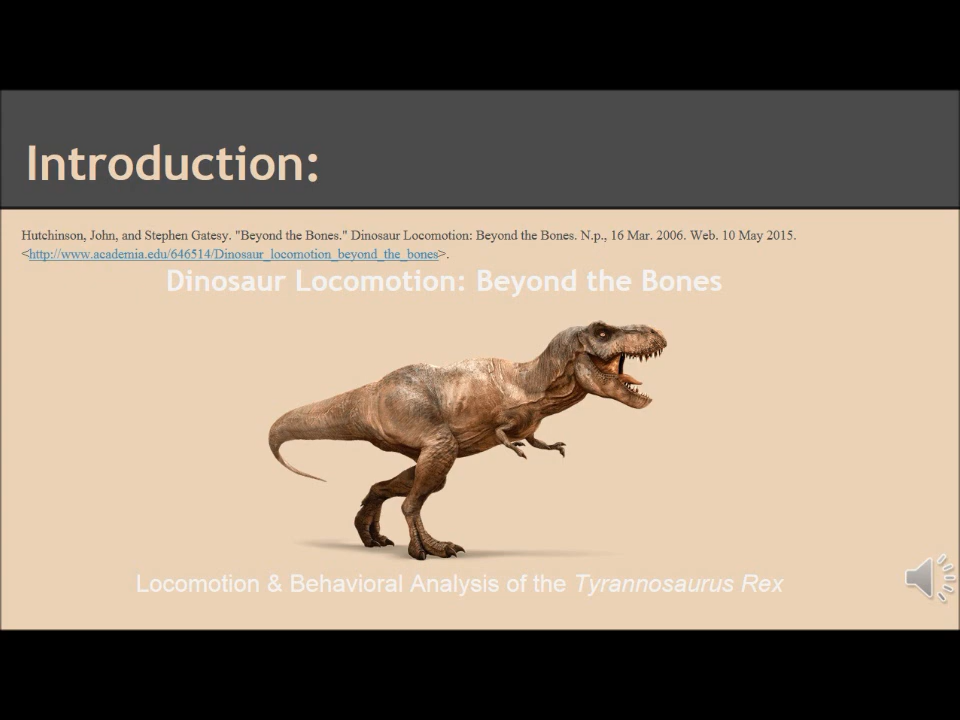 Introduction:
Hutchinson, John, and Stephen Gatesy. "Beyond the Bones." Dinosaur Locomotion: Beyond the Bones. N.p., 16 Mar. 2006. Web. 10 May 2015.
<http://www.academia.edu/646514/Dinosaur_locomotion_beyond_the_bones>.
Dinosaur Locomotion: Beyond the Bones
Locomotion & Behavioral Analysis of the Tyrannosaurus Rex